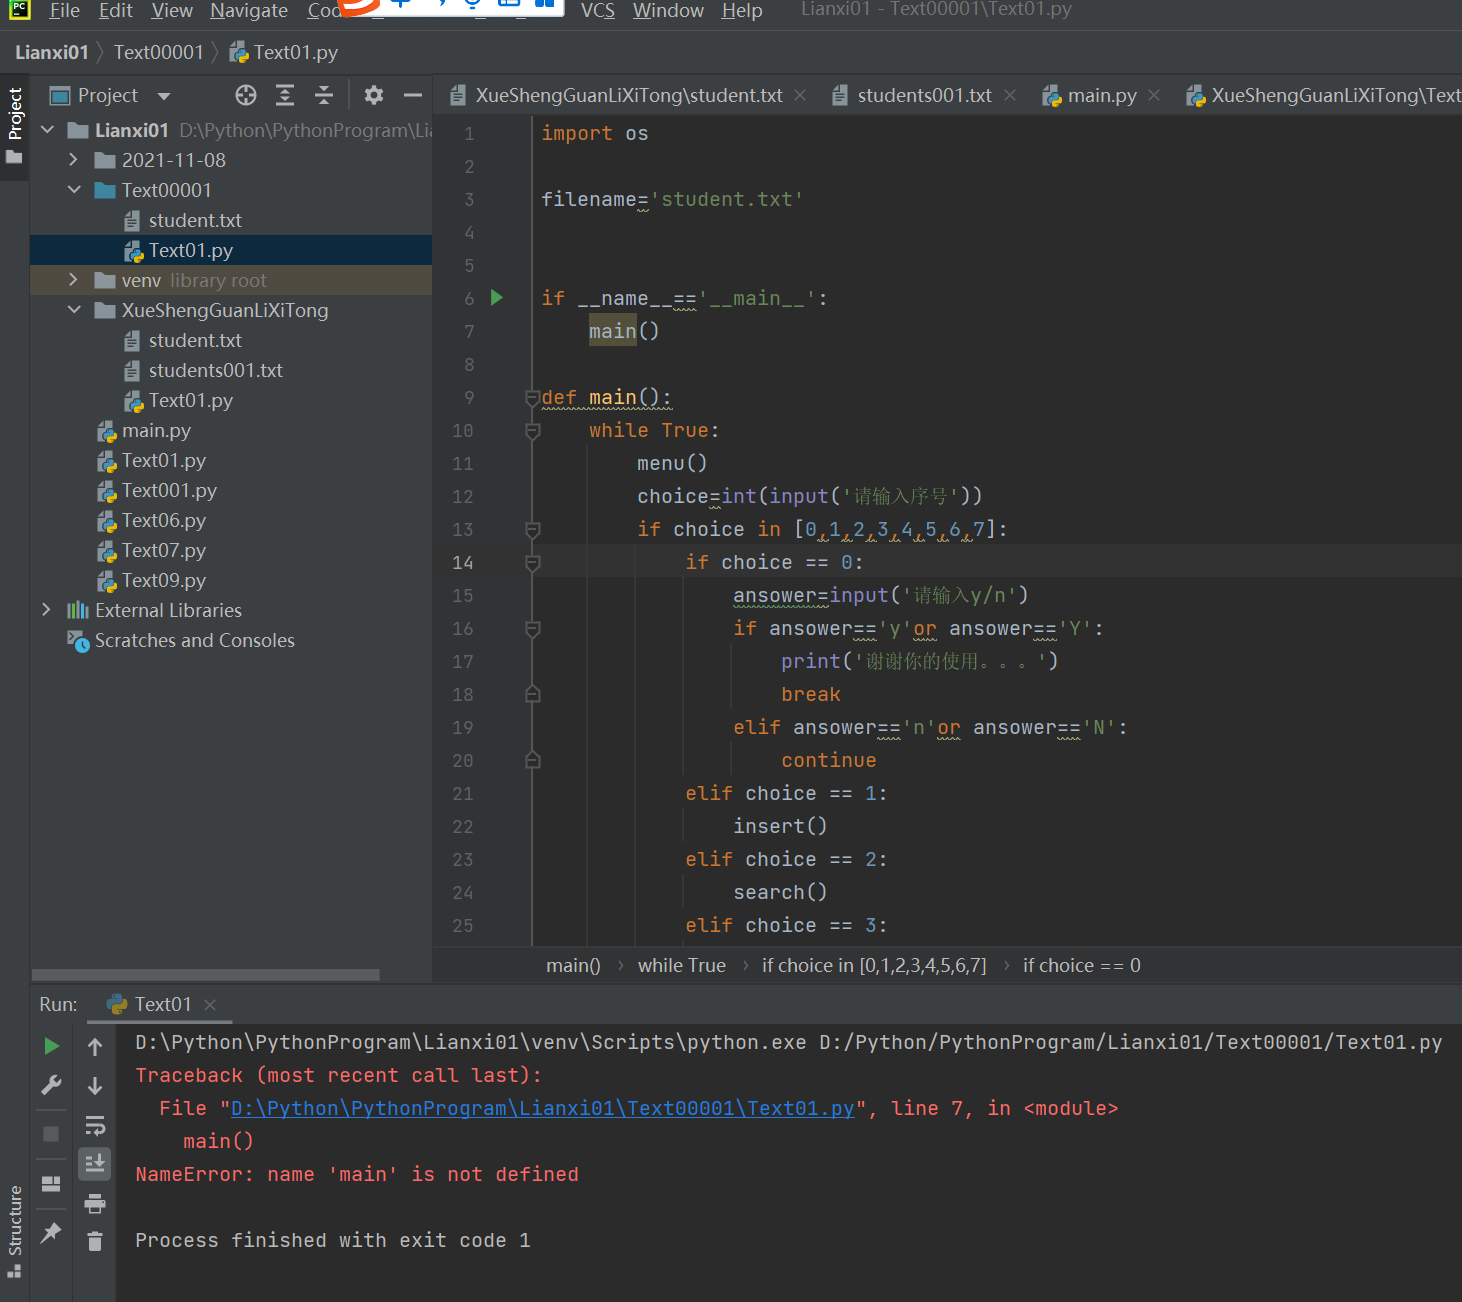 PC File Edit View Navigate VCS Window Help Lianxi01 - Text00001\Text01.py
Lianxi01 Text00001 Text01.py
Project
Project
XueShengGuanLiXiTong\student.txt students001.txt main.py XueShengGuanLiXiTong\Text
Lianxi01 D:\Python\PythonProgram\Li
2021-11-08
Text00001
student.txt
Text01.py
venv library root
XueShengGuanLiXiTong
student.txt
students001.txt
Text01.py
main.py
Text01.py
Text001.py
Text06.py
Text07.py
Text09.py
External Libraries
Scratches and Consoles
1 import os
2
3 filename='student.txt'
4
5
6 if __name__=='__main__':
7 main()
8
9 def main():
10 while True:
11 menu()
12 choice=int(input('请输入序号'))
13 if choice in [0,1,2,3,4,5,6,7]:
14 if choice == 0:
15 ansower=input('请输入y/n')
16 if ansower=='y'or ansower=='Y':
17 print('谢谢你的使用。。。')
18 break
19 elif ansower=='n'or ansower=='N':
20 continue
21 elif choice == 1:
22 insert()
23 elif choice == 2:
24 search()
25 elif choice == 3:
main() › while True › if choice in [0,1,2,3,4,5,6,7] › if choice == 0
Run: Text01
D:\Python\PythonProgram\Lianxi01\venv\Scripts\python.exe D:/Python/PythonProgram/Lianxi01/Text00001/Text01.py
Traceback (most recent call last):
File "D:\Python\PythonProgram\Lianxi01\Text00001\Text01.py", line 7, in <module>
main()
NameError: name 'main' is not defined
Process finished with exit code 1
Structure